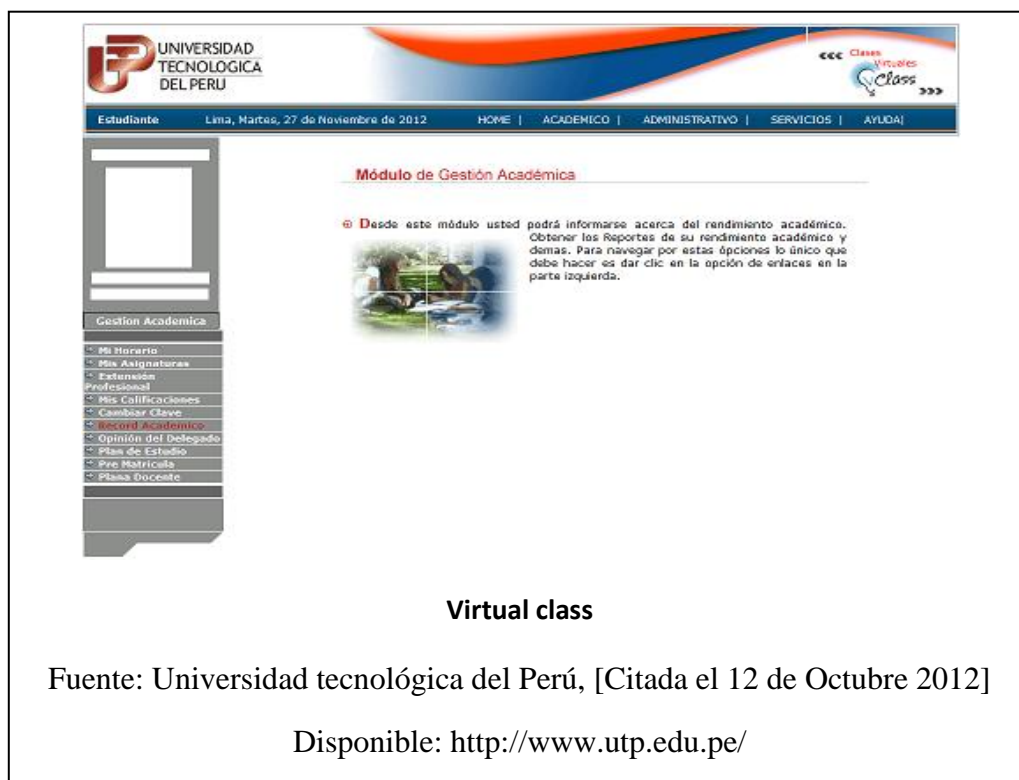 UNIVERSIDAD
TECNOLOGICA
DEL PERU
<<< Clases
Virtuales
Class >>>
Estudiante Lima, Martes, 27 de Noviembre de 2012 HOME | ACADEMICO | ADMINISTRATIVO | SERVICIOS | AYUDA|
Módulo de Gestión Académica
Desde este módulo usted podrá informarse acerca del rendimiento académico.
Obtener los Reportes de su rendimiento académico y
demas. Para navegar por estas ópciones lo único que
debe hacer es dar clic en la opción de enlaces en la
parte izquierda.
Gestion Academica
Mi Horario
Mis Asignaturas
Extensión
Profesional
Mis Calificaciones
Cambiar Clave
Record Academico
Opinión del Delegado
Plan de Estudio
Pre Matricula
Plana Docente
Virtual class
Fuente: Universidad tecnológica del Perú, [Citada el 12 de Octubre 2012]
Disponible: http://www.utp.edu.pe/